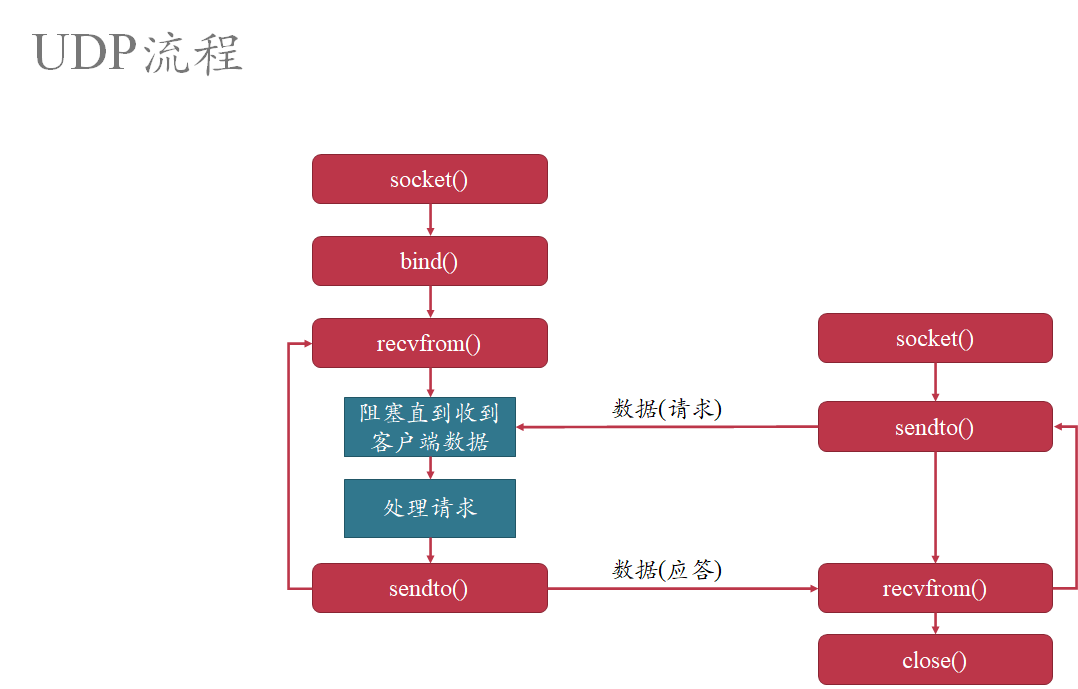 UDP流程
socket()
bind()
recvfrom()
阻塞直到收到
客户端数据
处理请求
sendto()
数据(请求)
数据(应答)
socket()
sendto()
recvfrom()
close()